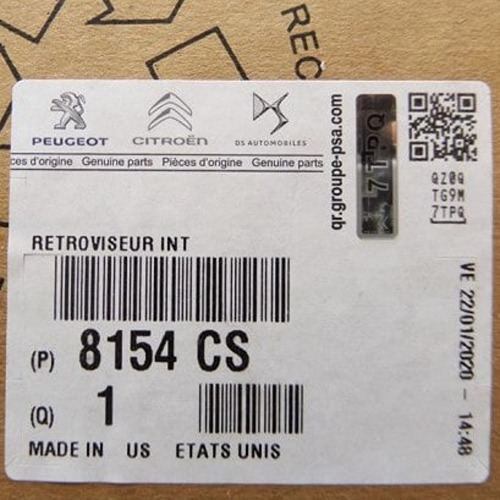 REC
PEUGEOT CITROËN DS AUTOMOBILES
ces d'origine Genuine parts Pièces d'origine Genuine parts
qr.groupe-psa.com
7TPQ
QZ0Q
TG9M
7TPQ
RETROVISEUR INT
(P) 8154 CS
(Q) 1
MADE IN US ETATS UNIS
VE 22/01/2020 - 14:48